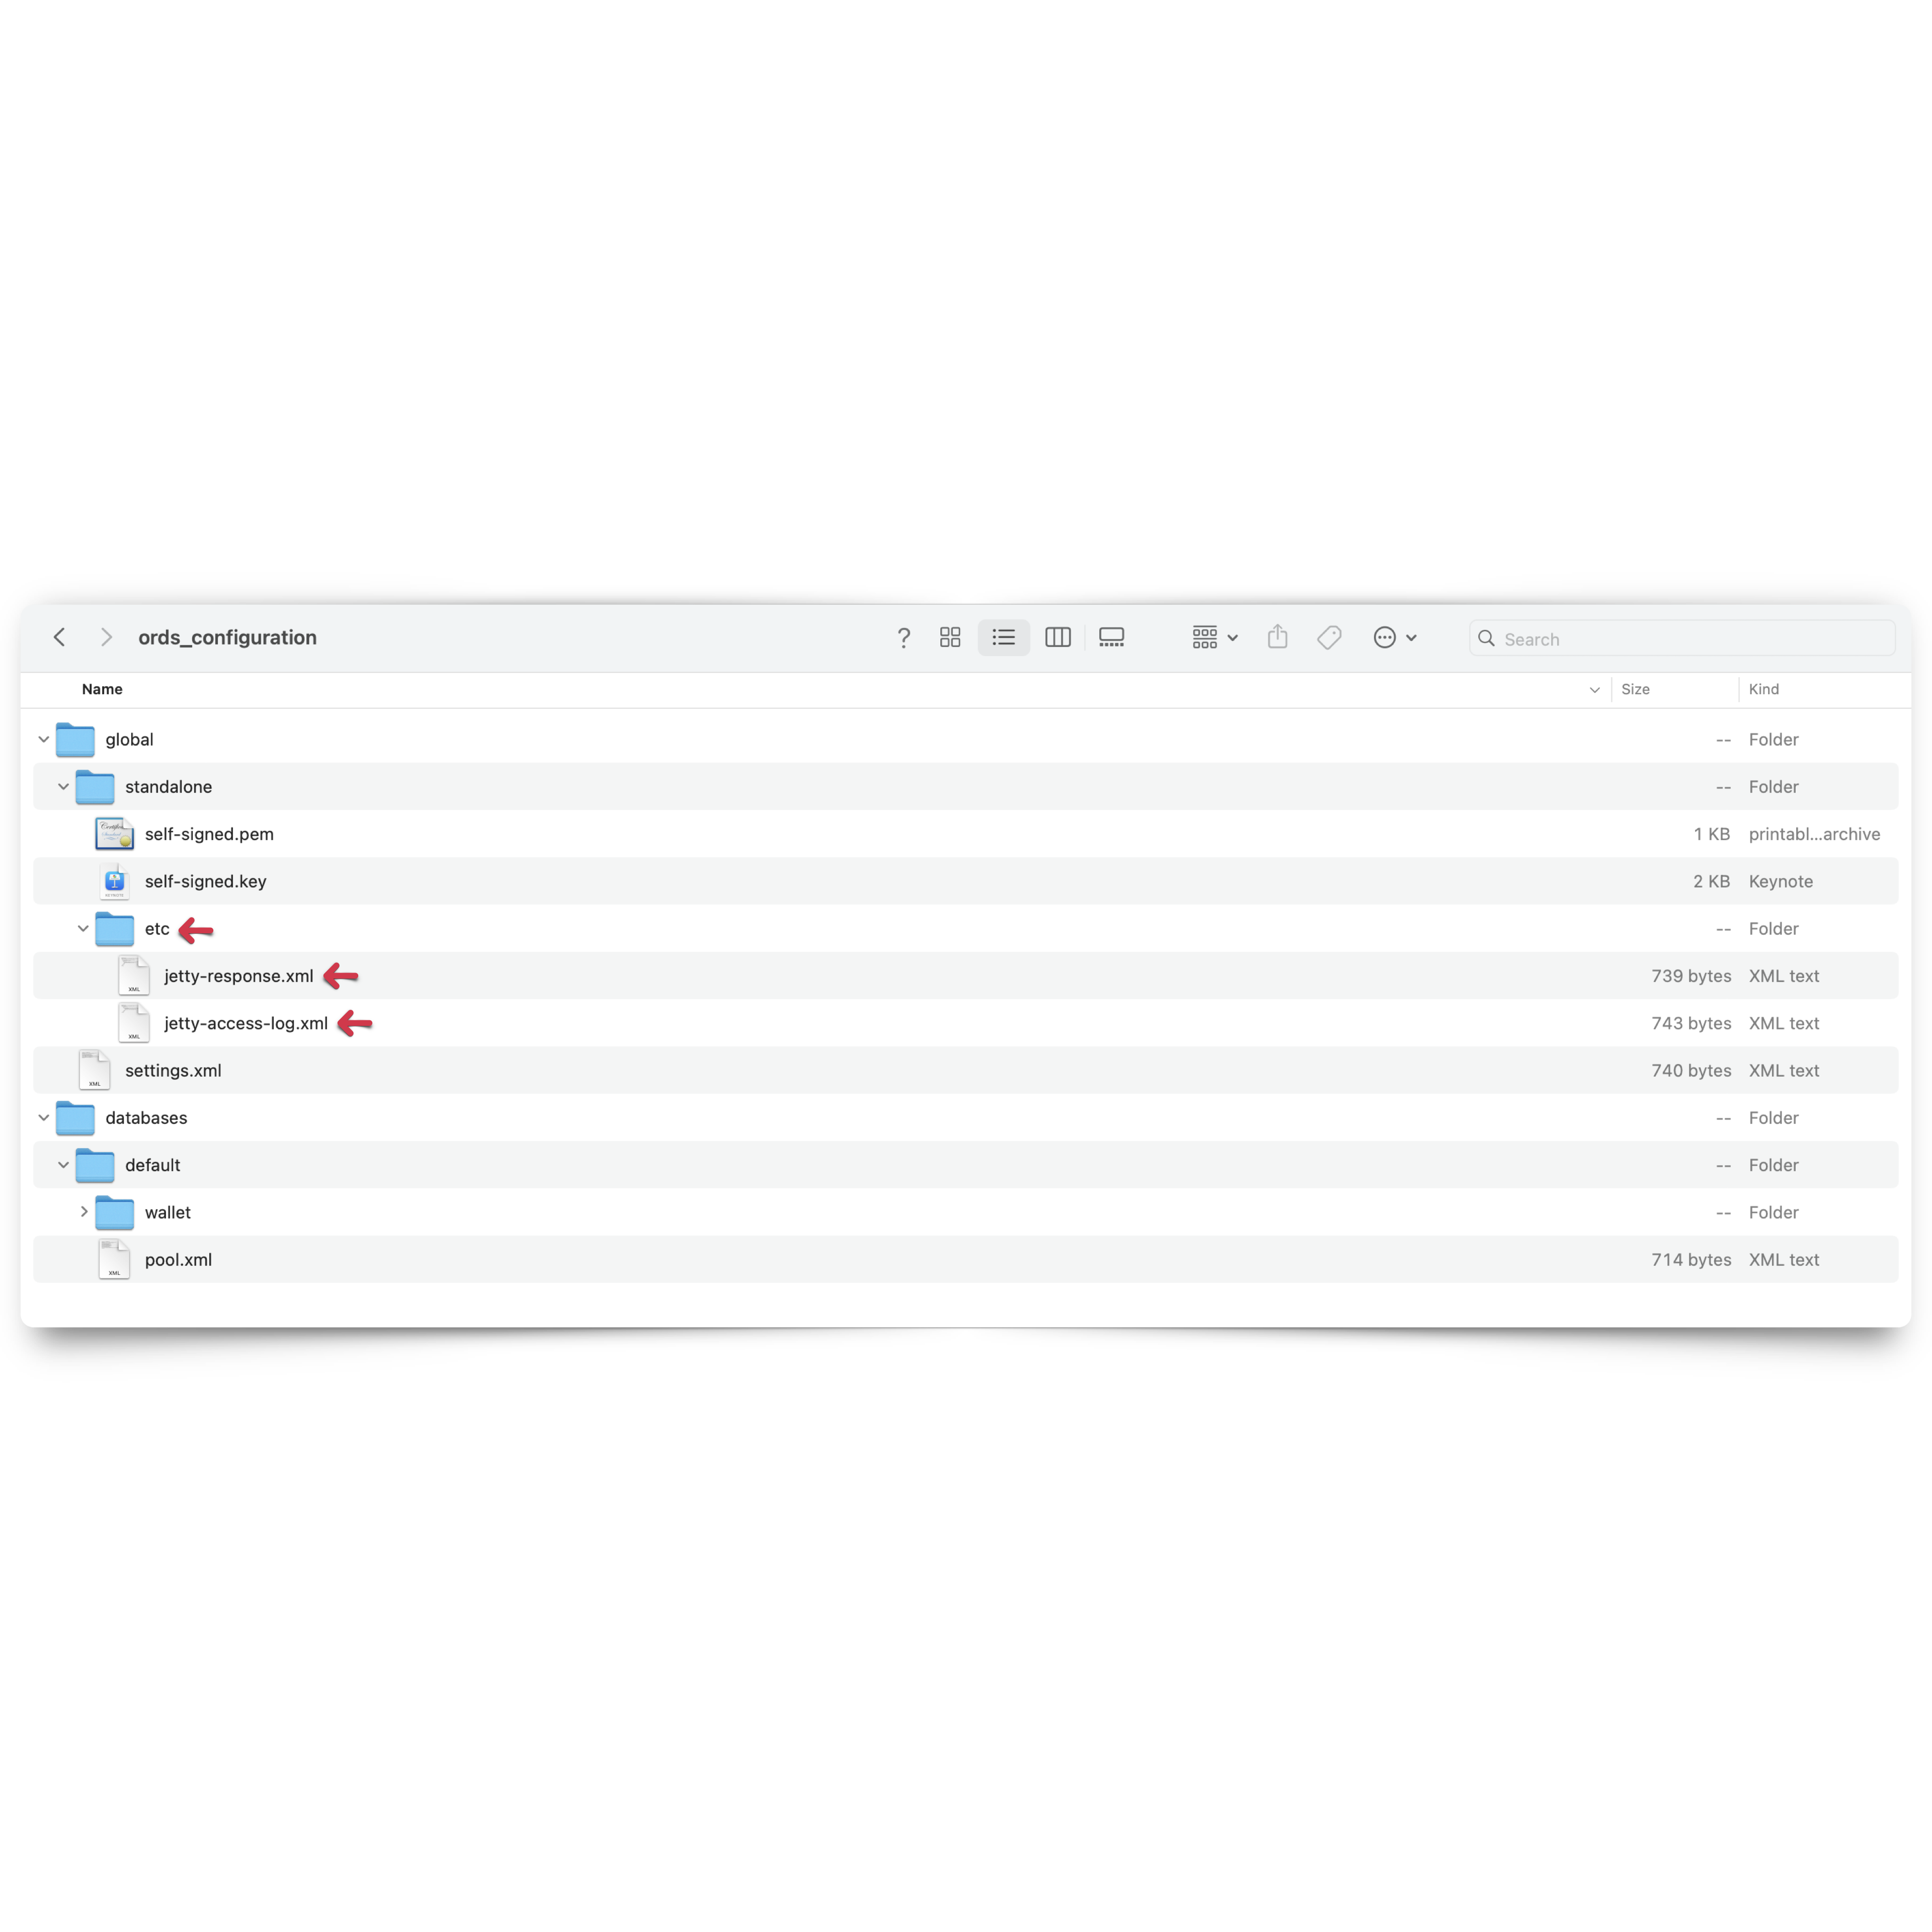 ords_configuration
?
Search
Name Size Kind
global -- Folder
standalone -- Folder
self-signed.pem 1 KB printabl...archive
self-signed.key 2 KB Keynote
etc -- Folder
jetty-response.xml 739 bytes XML text
jetty-access-log.xml 743 bytes XML text
settings.xml 740 bytes XML text
databases -- Folder
default -- Folder
wallet -- Folder
pool.xml 714 bytes XML text